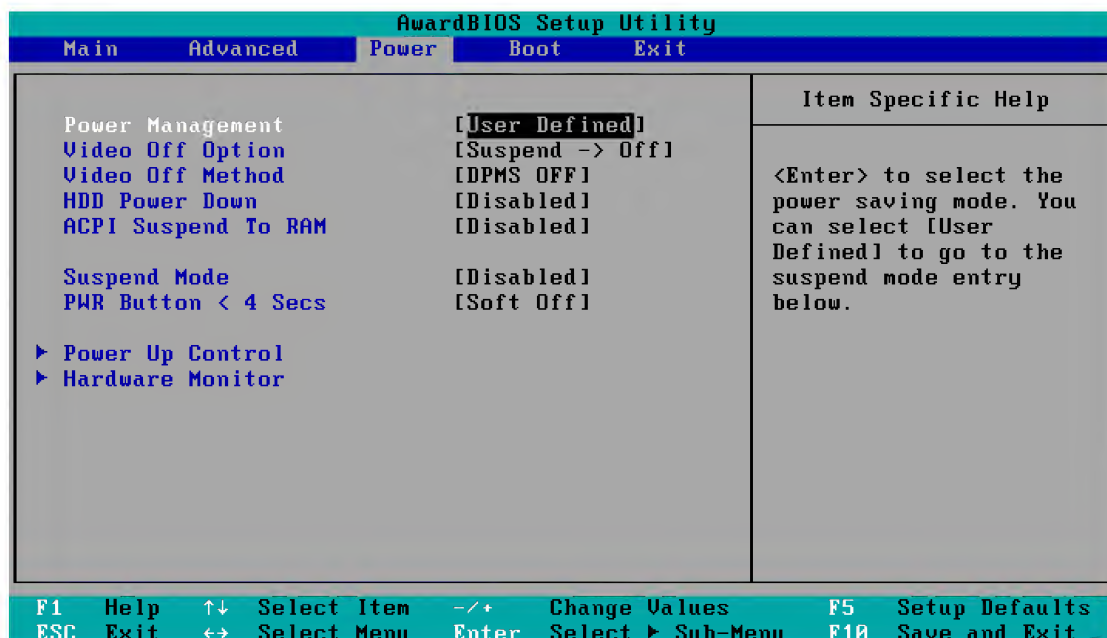 AwardBIOS Setup Utility
Main Advanced Power Boot Exit
Power Management [User Defined]
Video Off Option [Suspend -> Off]
Video Off Method [DPMS OFF]
HDD Power Down [Disabled]
ACPI Suspend To RAM [Disabled]
Suspend Mode [Disabled]
PWR Button < 4 Secs [Soft Off]
▶ Power Up Control
▶ Hardware Monitor
Item Specific Help
<Enter> to select the
power saving mode. You
can select [User
Defined] to go to the
suspend mode entry
below.
F1 Help ↑↓ Select Item -/+ Change Values F5 Setup Defaults
ESC Exit ↔ Select Menu Enter Select ▶ Sub-Menu F10 Save and Exit